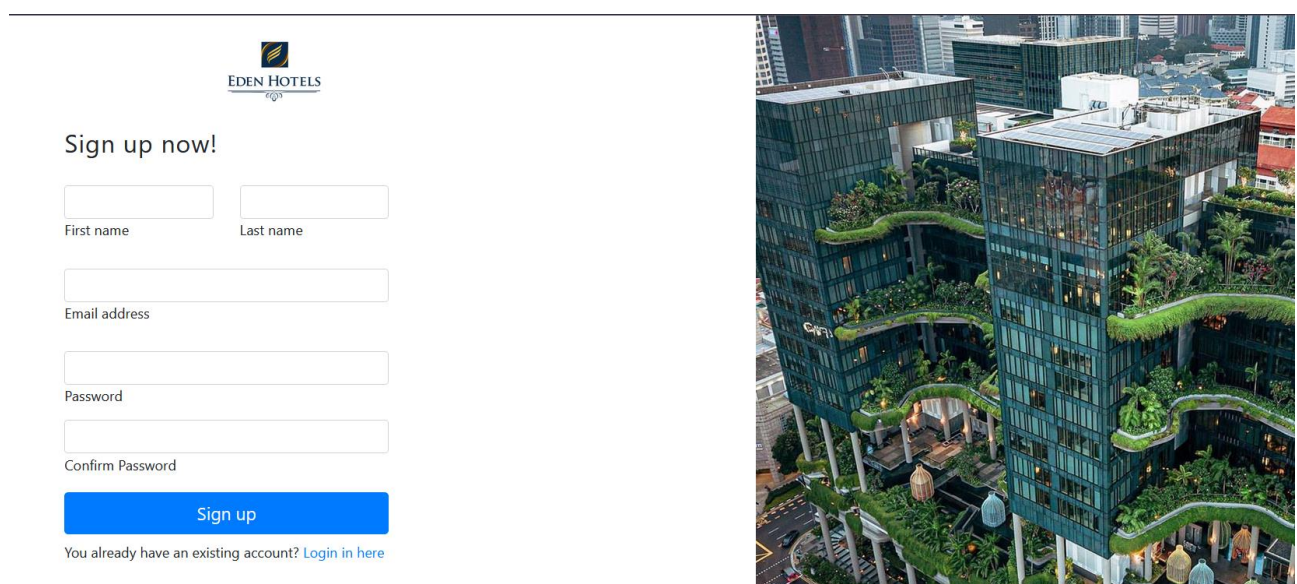 EDEN HOTELS
Sign up now!
First name
Last name
Email address
Password
Confirm Password
Sign up
You already have an existing account? Login in here